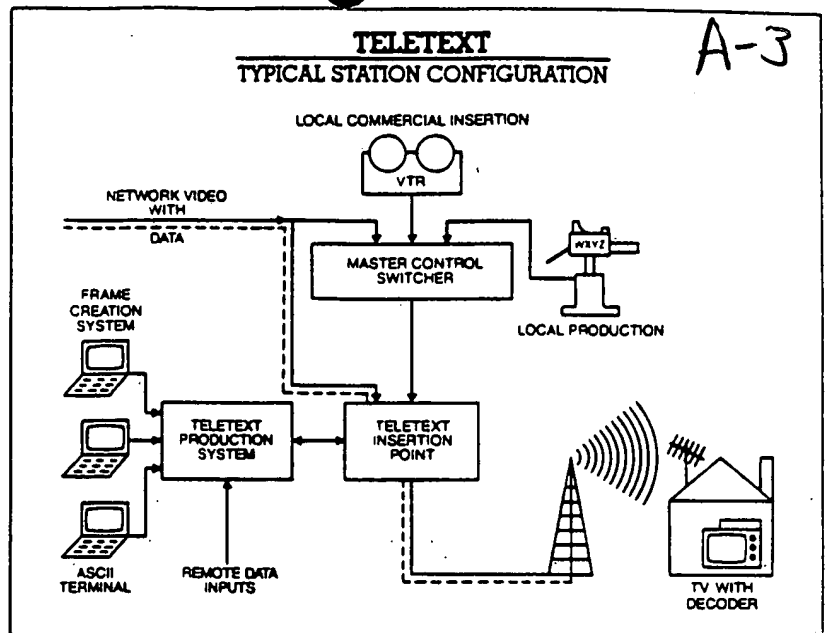 TELETEXT
TYPICAL STATION CONFIGURATION
A-3
LOCAL COMMERCIAL INSERTION
VTR
NETWORK VIDEO
WITH
DATA
MASTER CONTROL
SWITCHER
WXYZ
LOCAL PRODUCTION
FRAME
CREATION
SYSTEM
TELETEXT
PRODUCTION
SYSTEM
TELETEXT
INSERTION
POINT
ASCII
TERMINAL
REMOTE DATA
INPUTS
TV WITH
DECODER